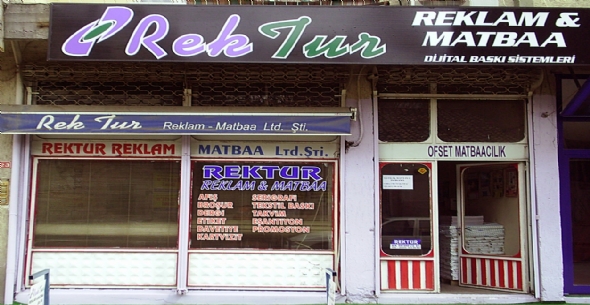 Rek Tur
REKLAM &
MATBAA
DİJİTAL BASKI SİSTEMLERİ
Rek Tur Reklam - Matbaa Ltd. Şti.
REKTUR REKLAM MATBAA Ltd.Şti.
OFSET MATBAACILIK
REKTUR
REKLAM & MATBAA
AFİŞ SERİGRAFİ
BROŞÜR TEKSTİL BASKI
DERGİ TAKVİM
ETİKET EŞANTİYON
DAVETİYE PROMOSYON
KARTVİZİT
REKTUR